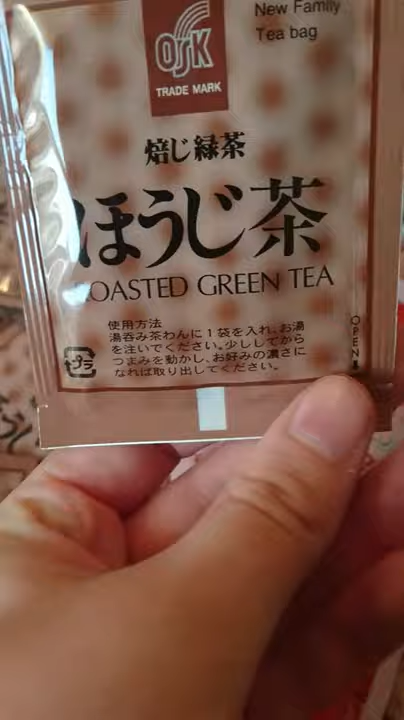 New Family
Tea bag
OSK
TRADE MARK
焙じ緑茶
ほうじ茶
ROASTED GREEN TEA
使用方法
湯呑み茶わんに1袋を入れ、お湯
を注いでください。少ししてから
つまみを動かし、お好みの濃さに
なれば取り出してください。
プラ
OPEN